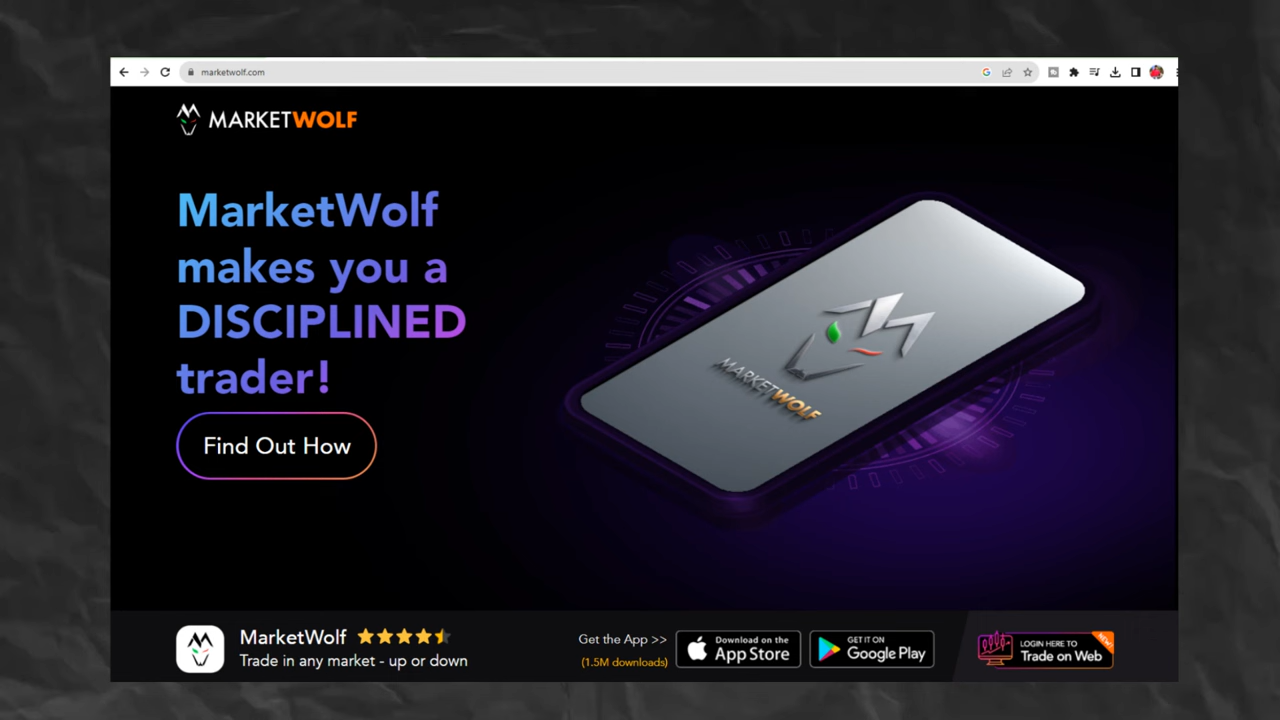 marketwolf.com
MARKETWOLF
MarketWolf
makes you a
DISCIPLINED
trader!
Find Out How
MARKETWOLF
MarketWolf
Trade in any market - up or down
Get the App >>
(1.5M downloads)
Download on the
App Store
GET IT ON
Google Play
LOGIN HERE TO
Trade on Web
NEW